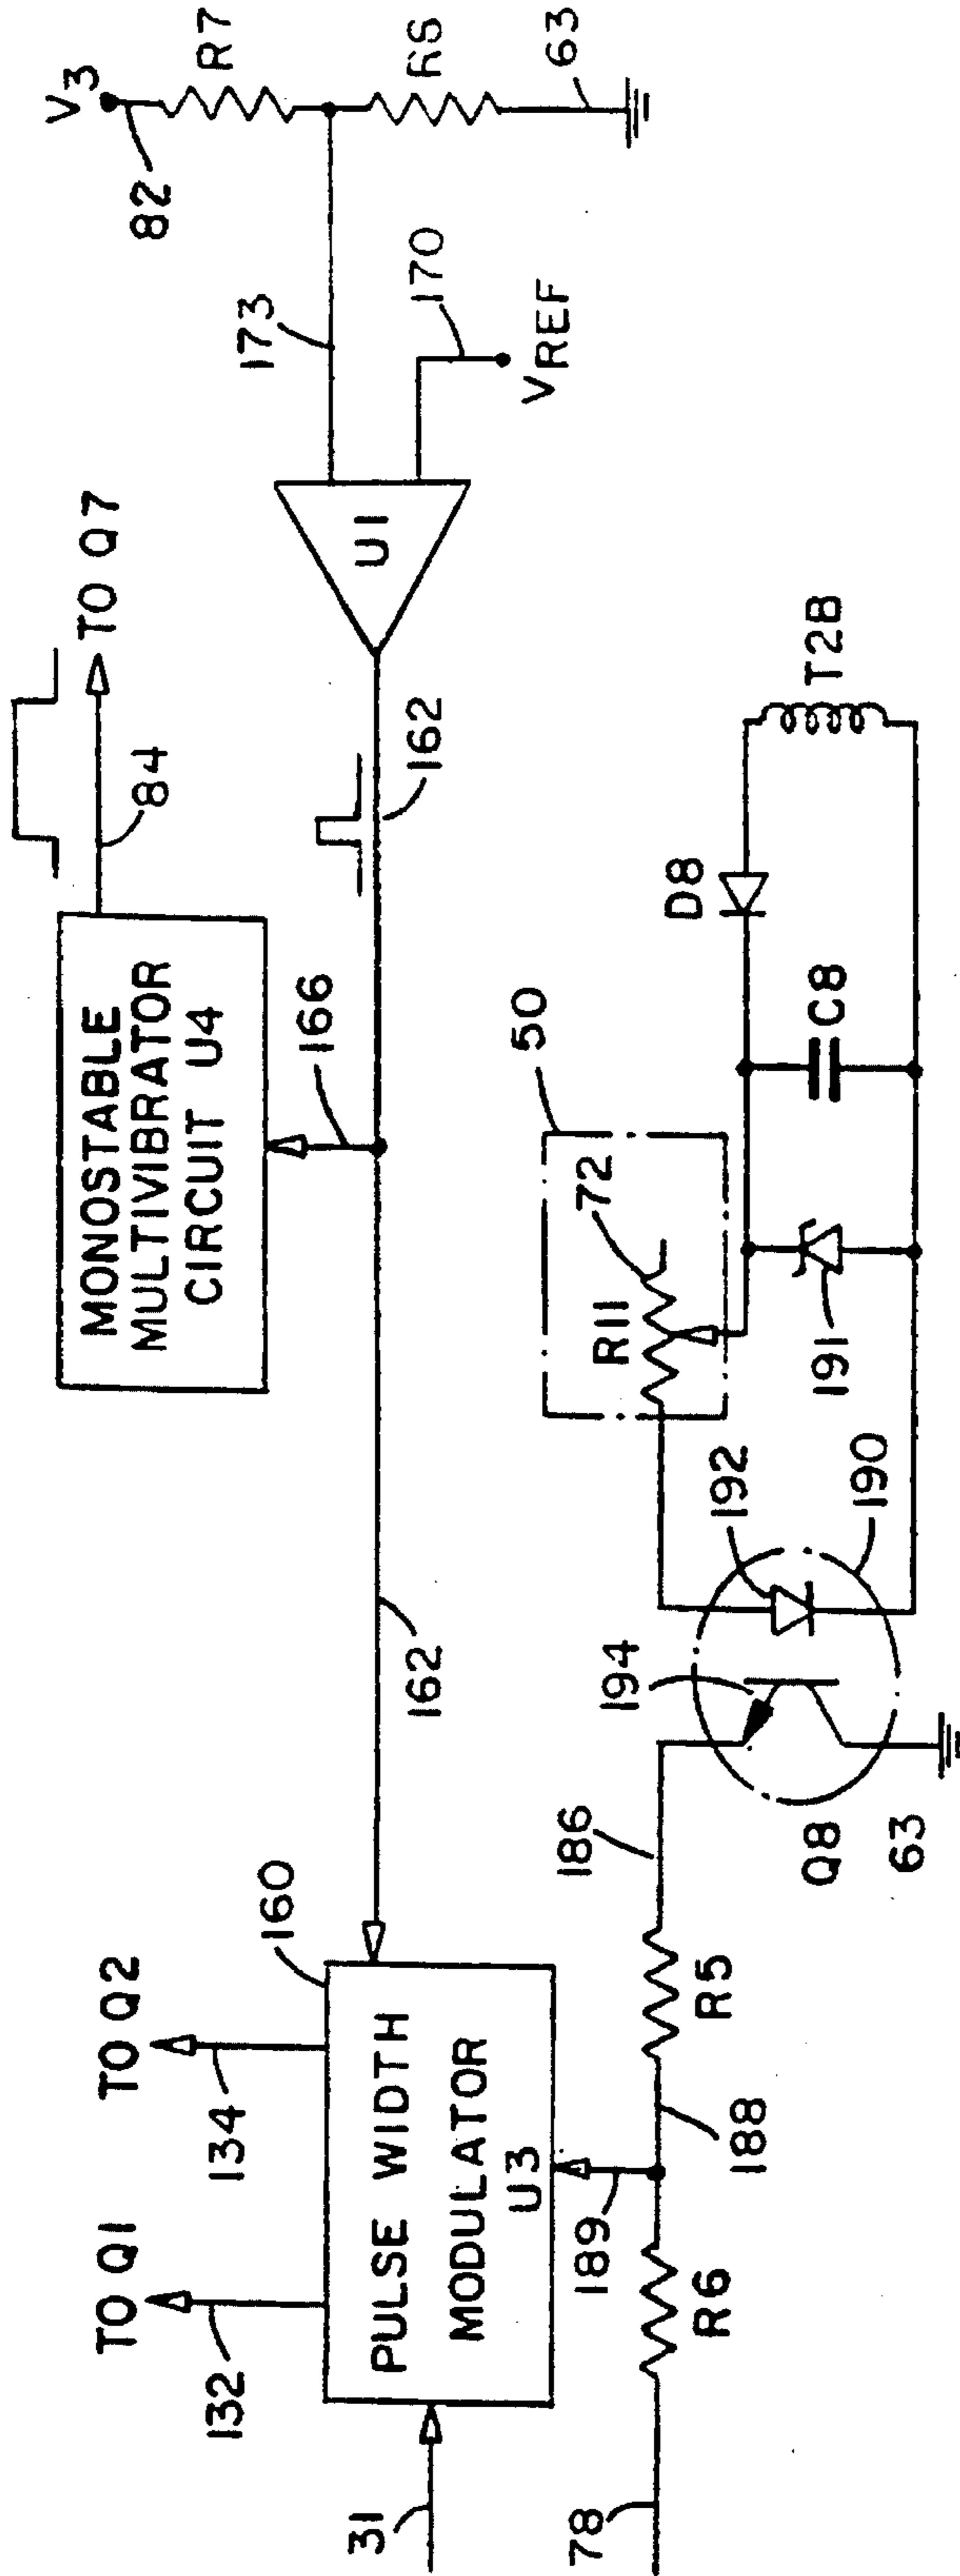 TO Q1
TO Q2
132
134
160
31
PULSE WIDTH
MODULATOR
U3
162
189
188
78
R6
R5
186
194
Q8
63
192
190
191
R11
72
50
C8
D8
T2B
MONOSTABLE
MULTIVIBRATOR
CIRCUIT U4
84
TO Q7
166
162
U1
173
170
VREF
V3
82
R7
63